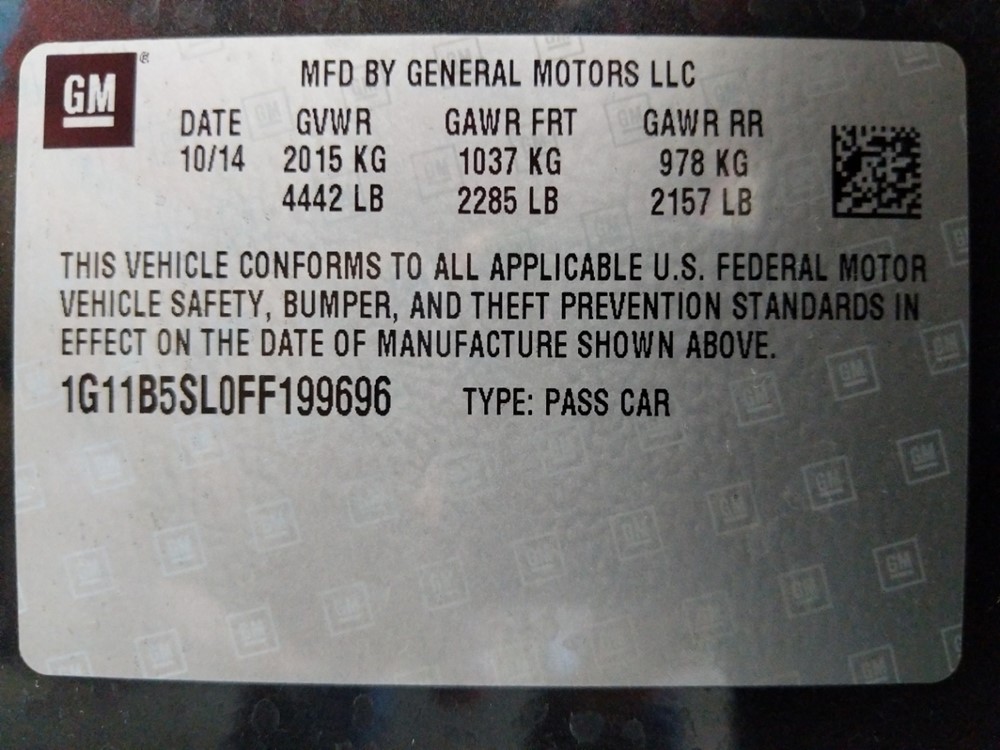 GM®
MFD BY GENERAL MOTORS LLC
DATE GVWR GAWR FRT GAWR RR
10/14 2015 KG 1037 KG 978 KG
4442 LB 2285 LB 2157 LB
THIS VEHICLE CONFORMS TO ALL APPLICABLE U.S. FEDERAL MOTOR
VEHICLE SAFETY, BUMPER, AND THEFT PREVENTION STANDARDS IN
EFFECT ON THE DATE OF MANUFACTURE SHOWN ABOVE.
1G11B5SL0FF199696 TYPE: PASS CAR